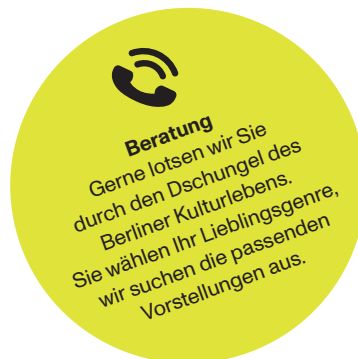 Beratung
Gerne lotsen wir Sie
durch den Dschungel des
Berliner Kulturlebens.
Sie wählen Ihr Lieblingsgenre,
wir suchen die passenden
Vorstellungen aus.